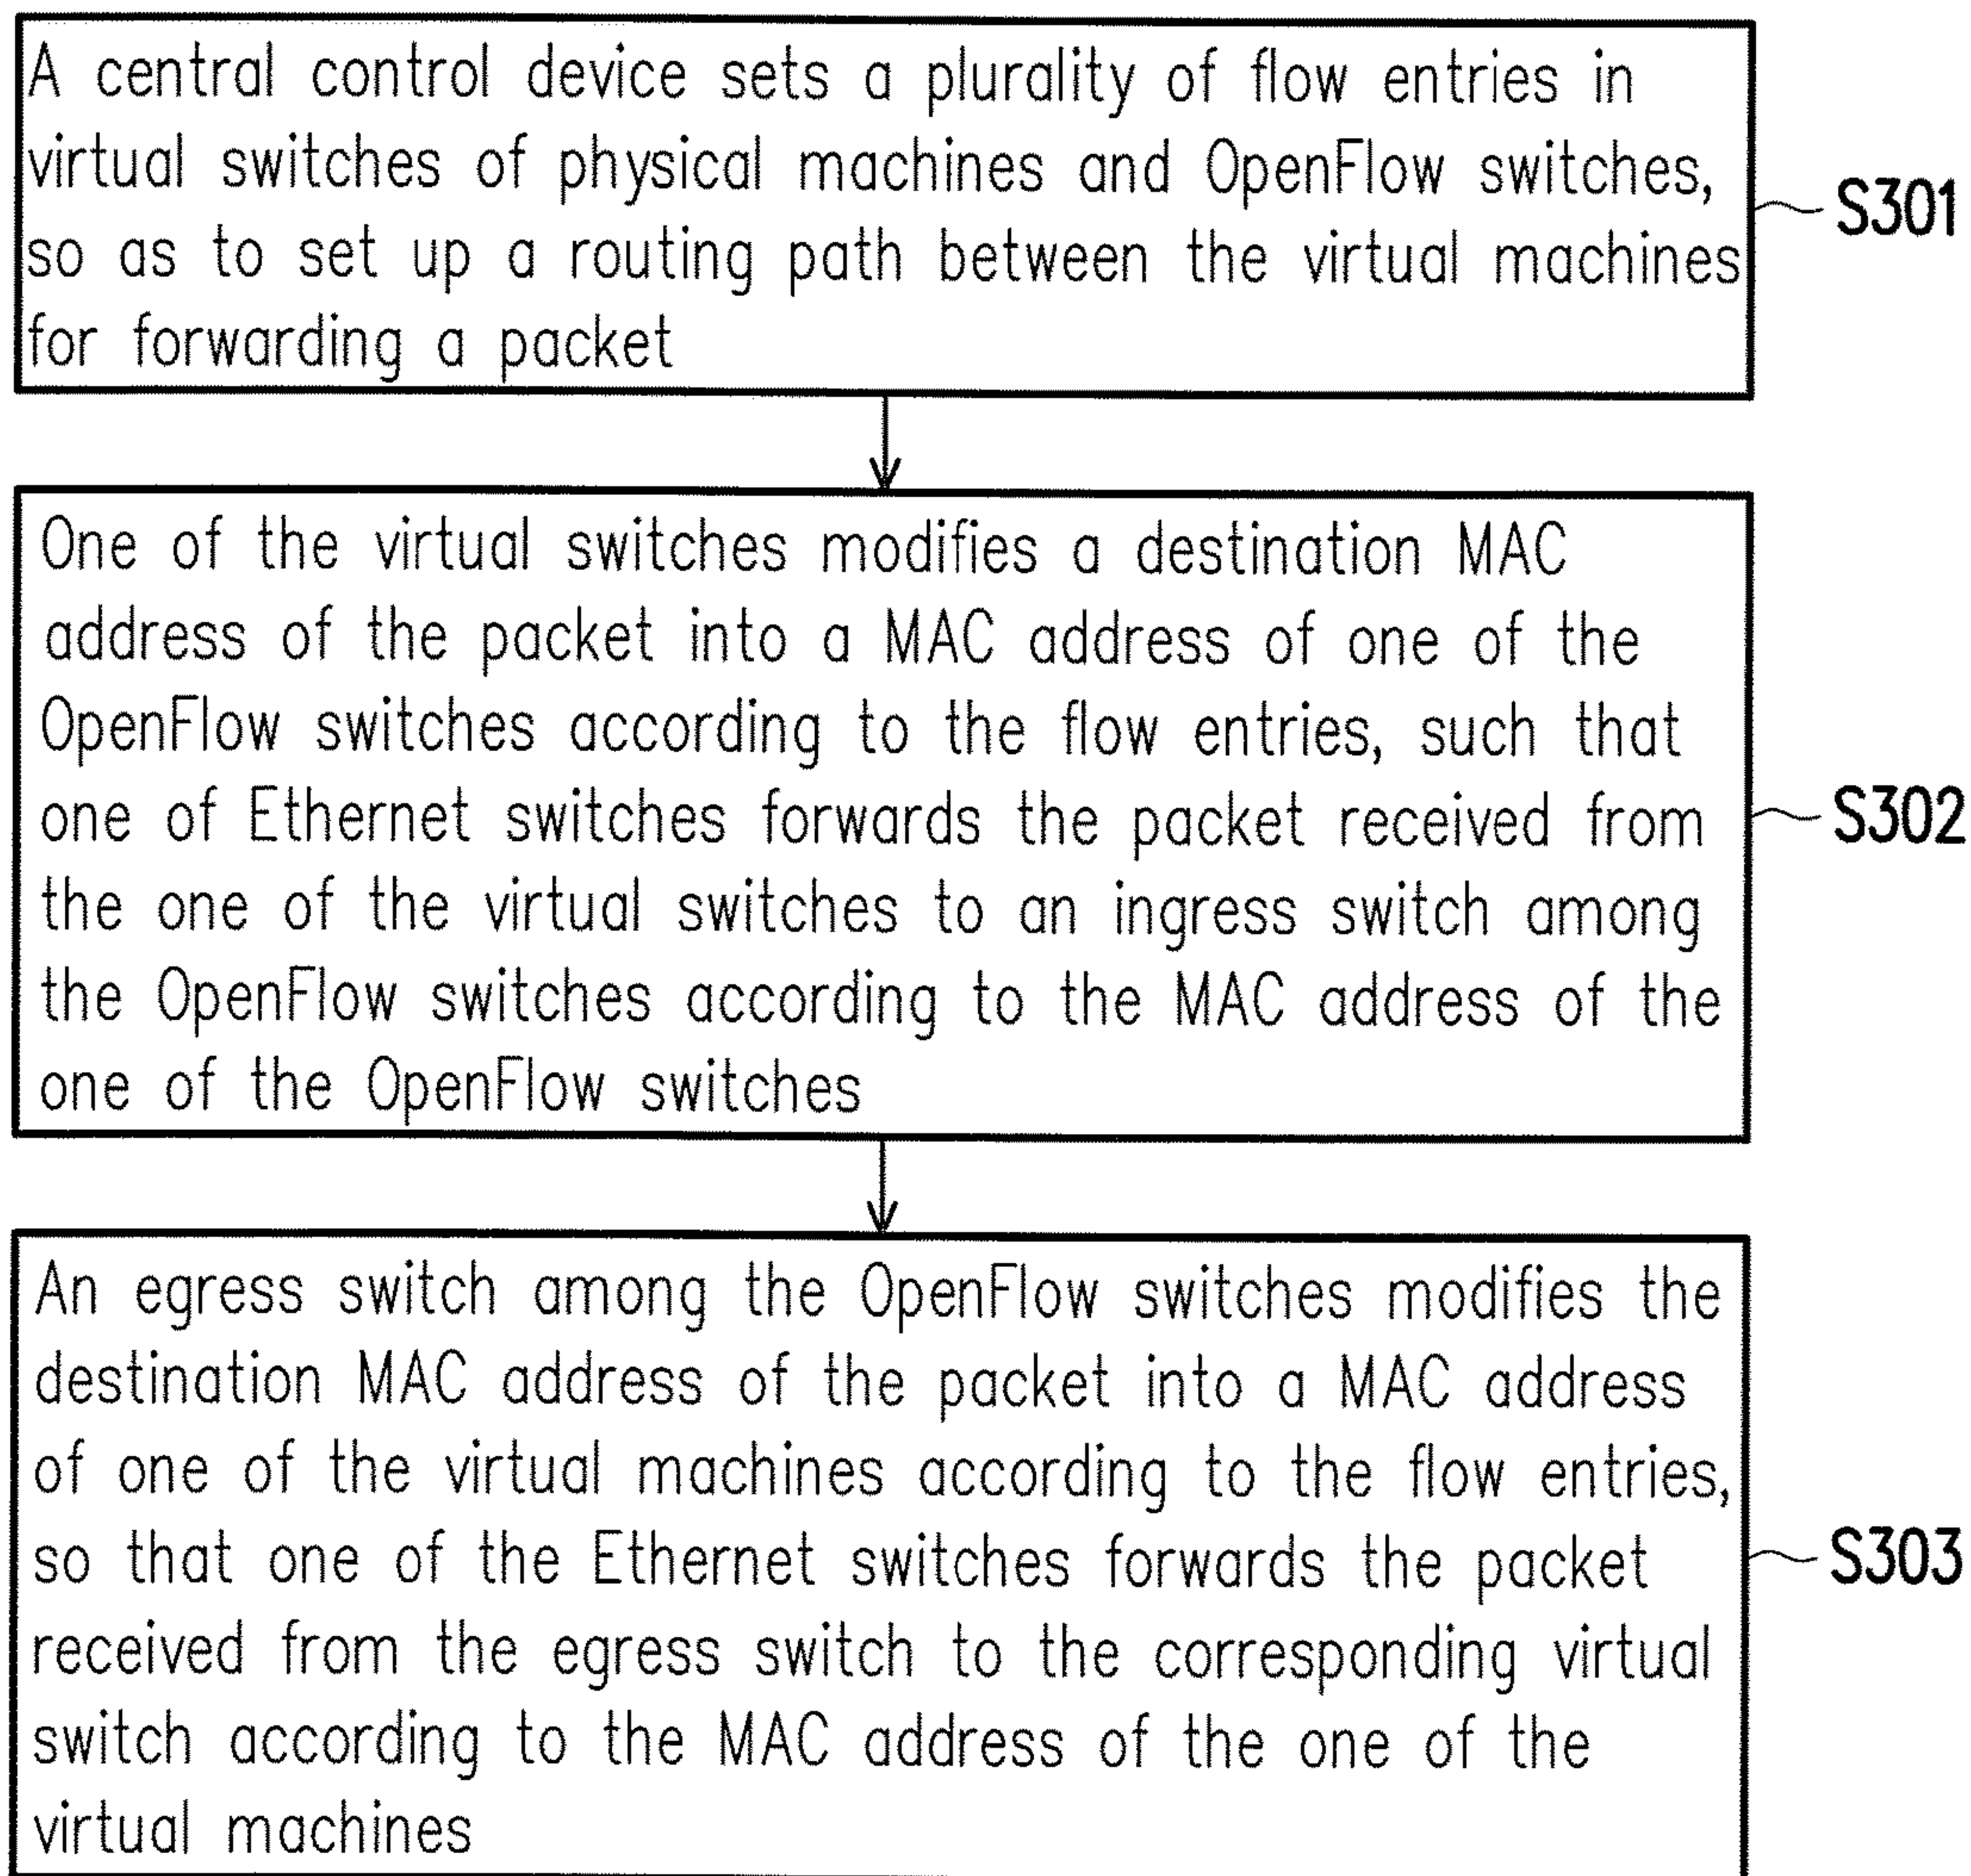 A central control device sets a plurality of flow entries in
virtual switches of physical machines and OpenFlow switches,
so as to set up a routing path between the virtual machines
for forwarding a packet
S301
One of the virtual switches modifies a destination MAC
address of the packet into a MAC address of one of the
OpenFlow switches according to the flow entries, such that
one of Ethernet switches forwards the packet received from
the one of the virtual switches to an ingress switch among
the OpenFlow switches according to the MAC address of the
one of the OpenFlow switches
S302
An egress switch among the OpenFlow switches modifies the
destination MAC address of the packet into a MAC address
of one of the virtual machines according to the flow entries,
so that one of the Ethernet switches forwards the packet
received from the egress switch to the corresponding virtual
switch according to the MAC address of the one of the
virtual machines
S303